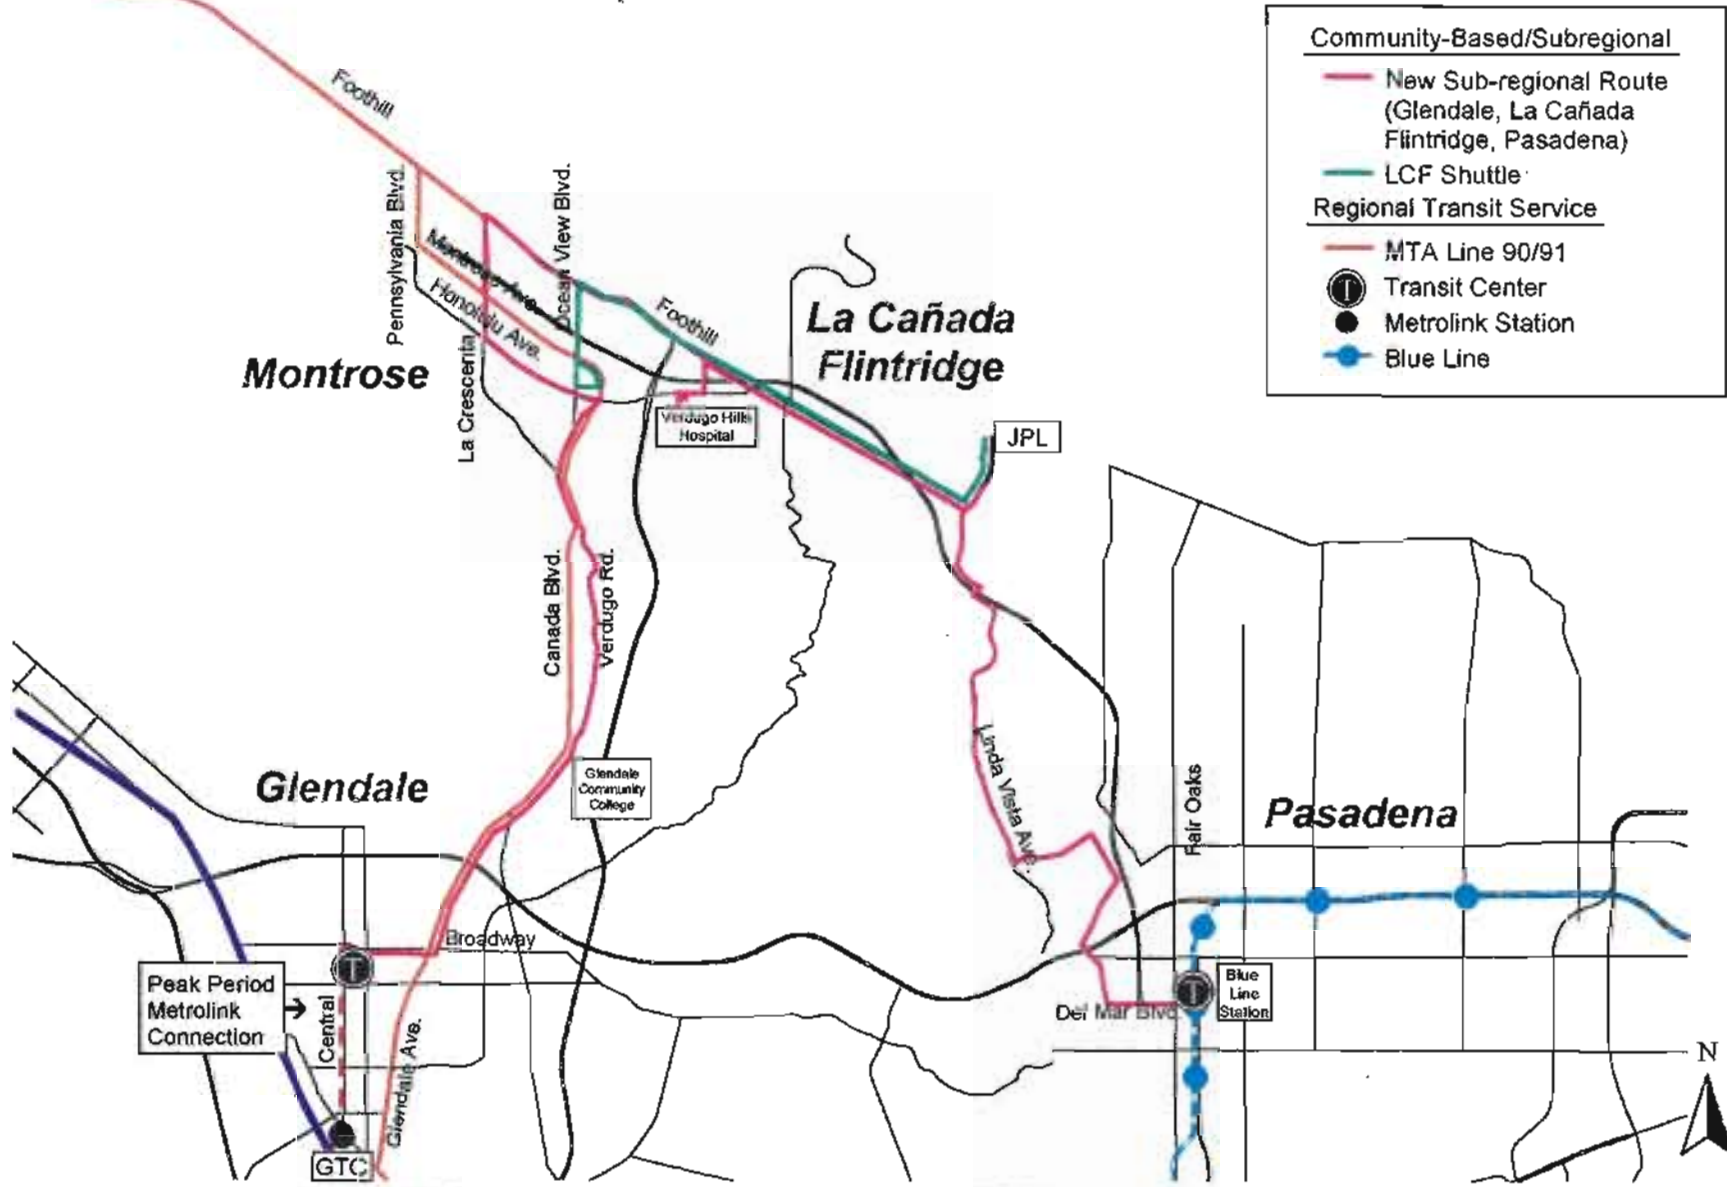 Community-Based/Subregional
New Sub-regional Route
(Glendale, La Cañada
Flintridge, Pasadena)
LCF Shuttle
Regional Transit Service
MTA Line 90/91
T
Transit Center
Metrolink Station
Blue Line
Foothill
Pennsylvania Blvd.
Ocean View Blvd.
Montrose Ave.
Honolulu Ave.
Foothill
La Cañada
Flintridge
Montrose
La Crescenta
Verdugo Hills
Hospital
JPL
Canada Blvd.
Verdugo Rd.
Glendale
Glendale
Community
College
Linda Vista Ave.
Fair Oaks
Pasadena
Broadway
T
Peak Period
Metrolink
Connection
Central
Glendale Ave.
GTC
Del Mar Blvd.
T
Blue
Line
Station
N